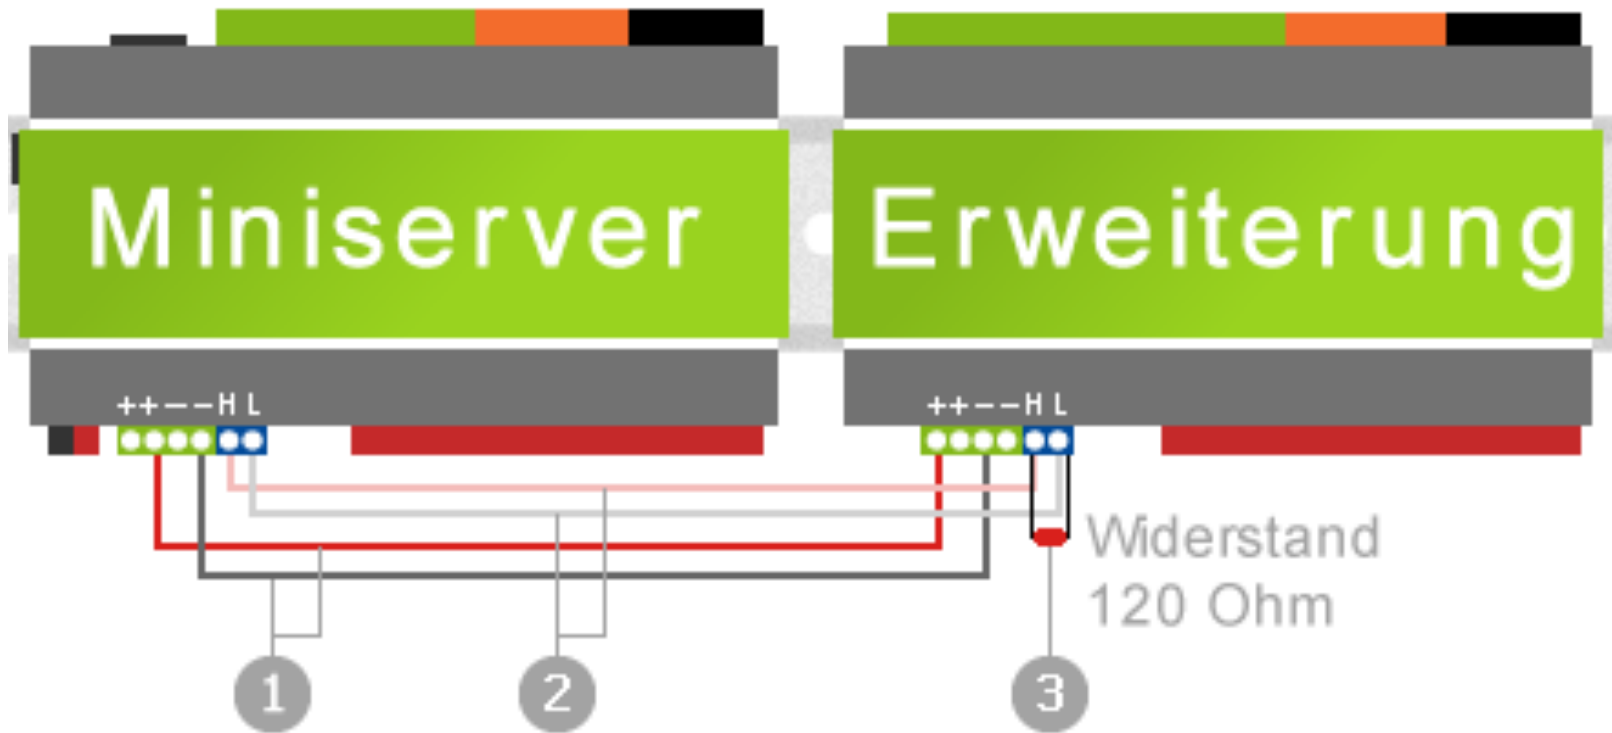 Miniserver
Erweiterung
++––HL
++––HL
Widerstand
120 Ohm
1
2
3